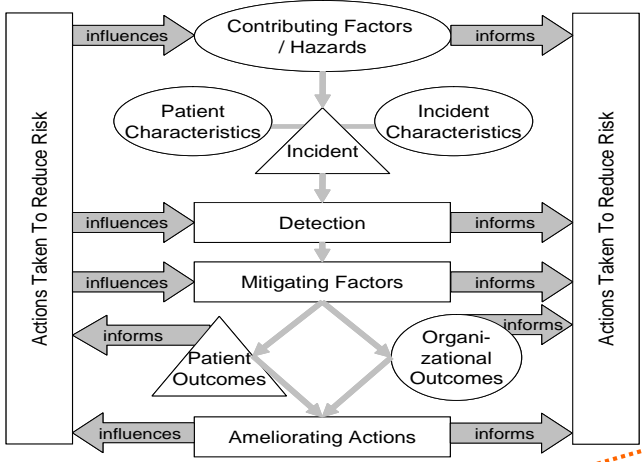 Contributing Factors
/ Hazards
influences
informs
Patient
Characteristics
Incident
Characteristics
Incident
Actions Taken To Reduce Risk
Actions Taken To Reduce Risk
influences
Detection
informs
influences
Mitigating Factors
informs
informs
Patient
Outcomes
Organi-
zational
Outcomes
informs
influences
Ameliorating Actions
informs